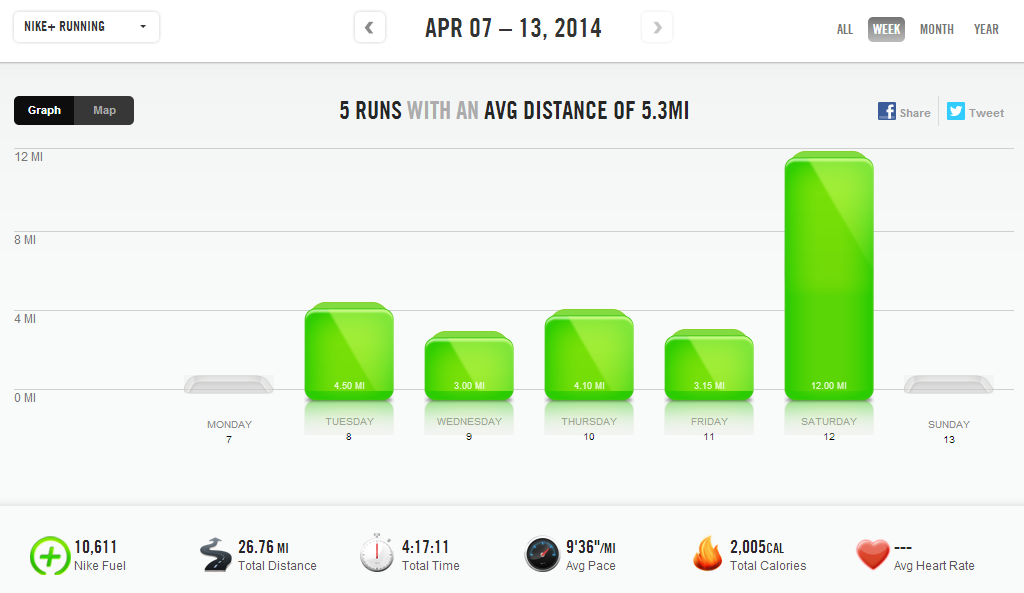 NIKE+ RUNNING
APR 07 – 13, 2014
ALL WEEK MONTH YEAR
Graph Map
5 RUNS WITH AN AVG DISTANCE OF 5.3MI
Share Tweet
12 MI
8 MI
4 MI
0 MI
4.50 MI 3.00 MI 4.10 MI 3.15 MI 12.00 MI
MONDAY TUESDAY WEDNESDAY THURSDAY FRIDAY SATURDAY SUNDAY
7 8 9 10 11 12 13
10,611 26.76 MI 4:17:11 9'36"/MI 2,005CAL ---
Nike Fuel Total Distance Total Time Avg Pace Total Calories Avg Heart Rate